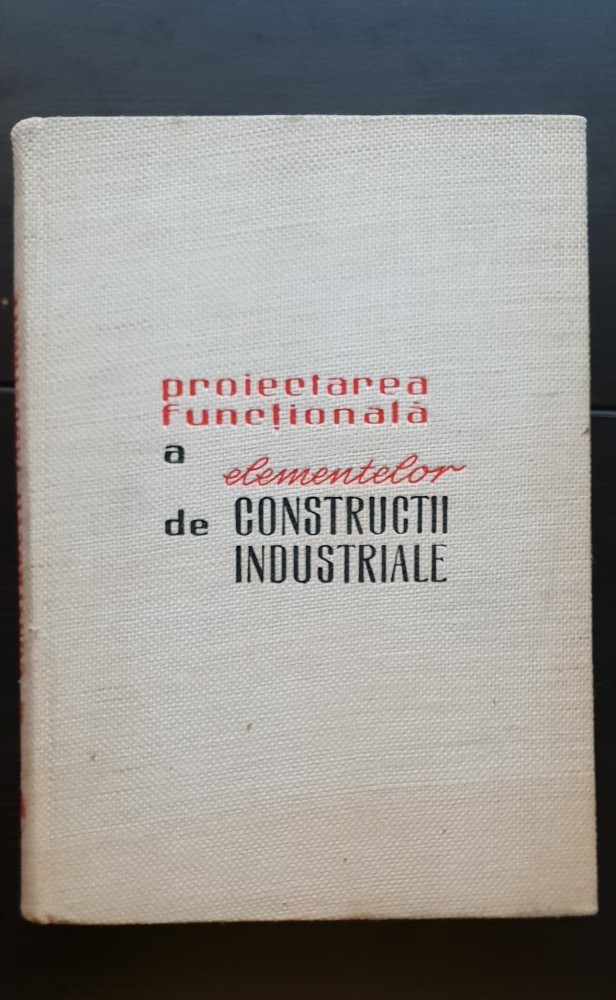 proiectarea
funcțională
a
elementelor
de CONSTRUCTII
INDUSTRIALE